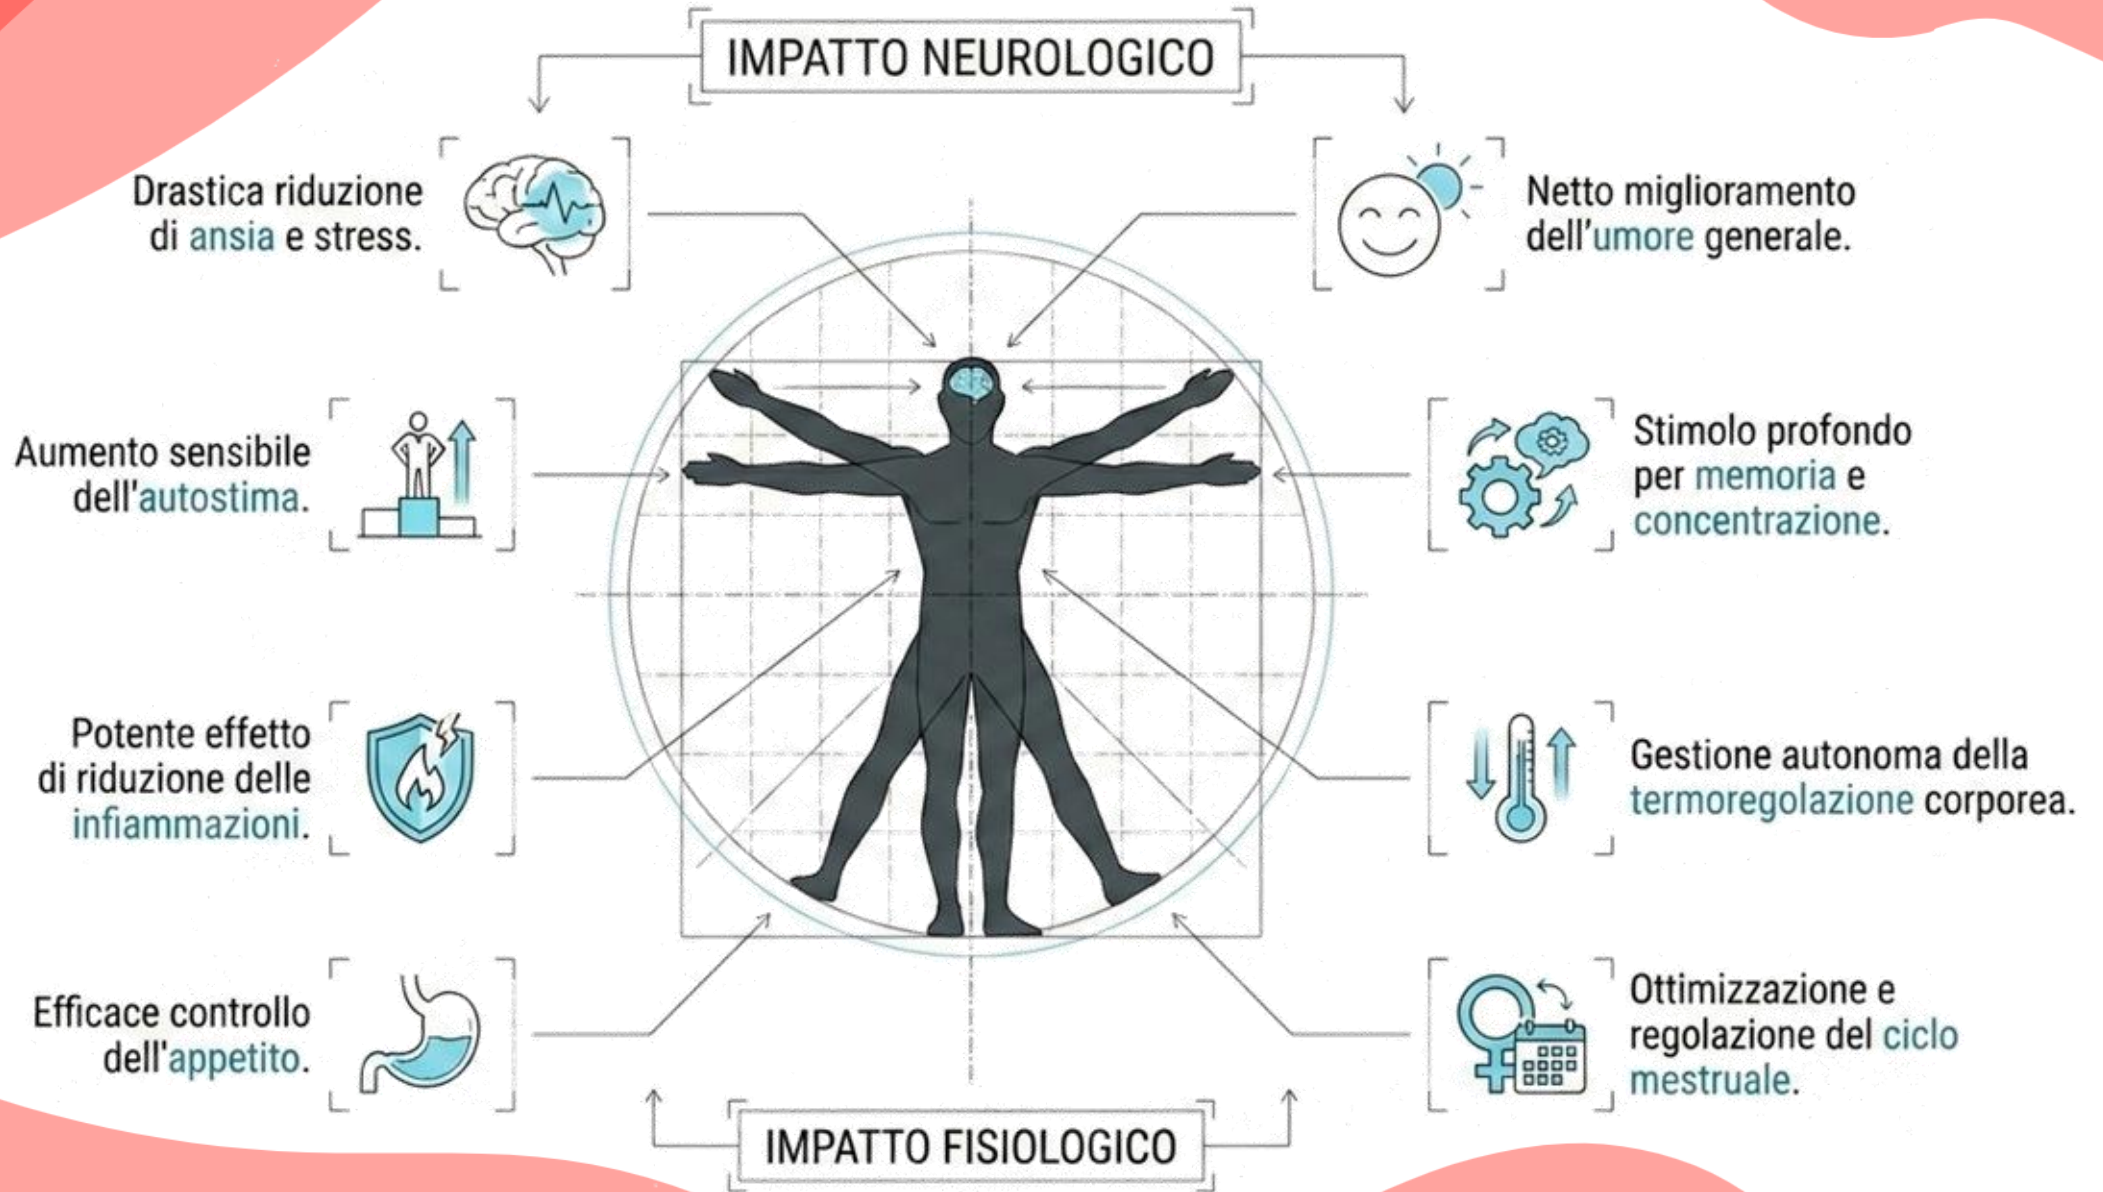 IMPATTO NEUROLOGICO
Drastica riduzione
di ansia e stress.
Netto miglioramento
dell'umore generale.
Aumento sensibile
dell'autostima.
Stimolo profondo
per memoria e
concentrazione.
Potente effetto
di riduzione delle
infiammazioni.
Gestione autonoma della
termoregolazione corporea.
Efficace controllo
dell'appetito.
Ottimizzazione e
regolazione del ciclo
mestruale.
IMPATTO FISIOLOGICO